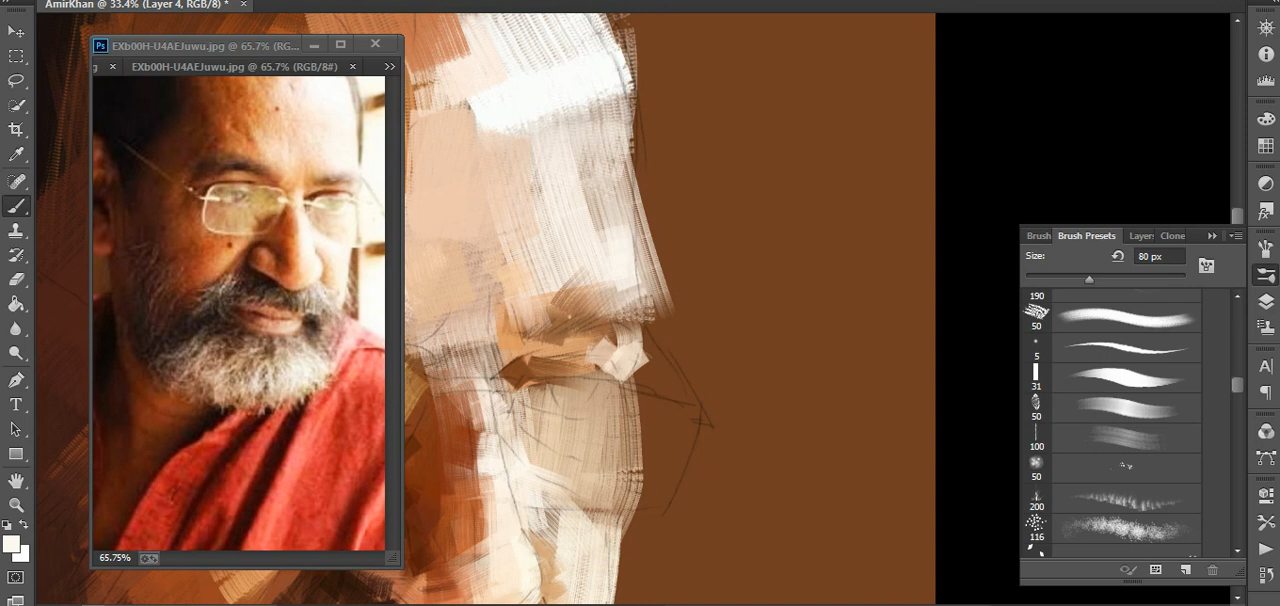 AmirKhan @ 33.4% (Layer 4, RGB/8) * ×
Ps EXb00H-U4AEJuwu.jpg @ 65.7% (RG...
g × EXb00H-U4AEJuwu.jpg @ 65.7% (RGB/8#) ×
65.75%
Brush Brush Presets Layers Clone
Size: 80 px
190
50
5
31
50
100
50
200
116